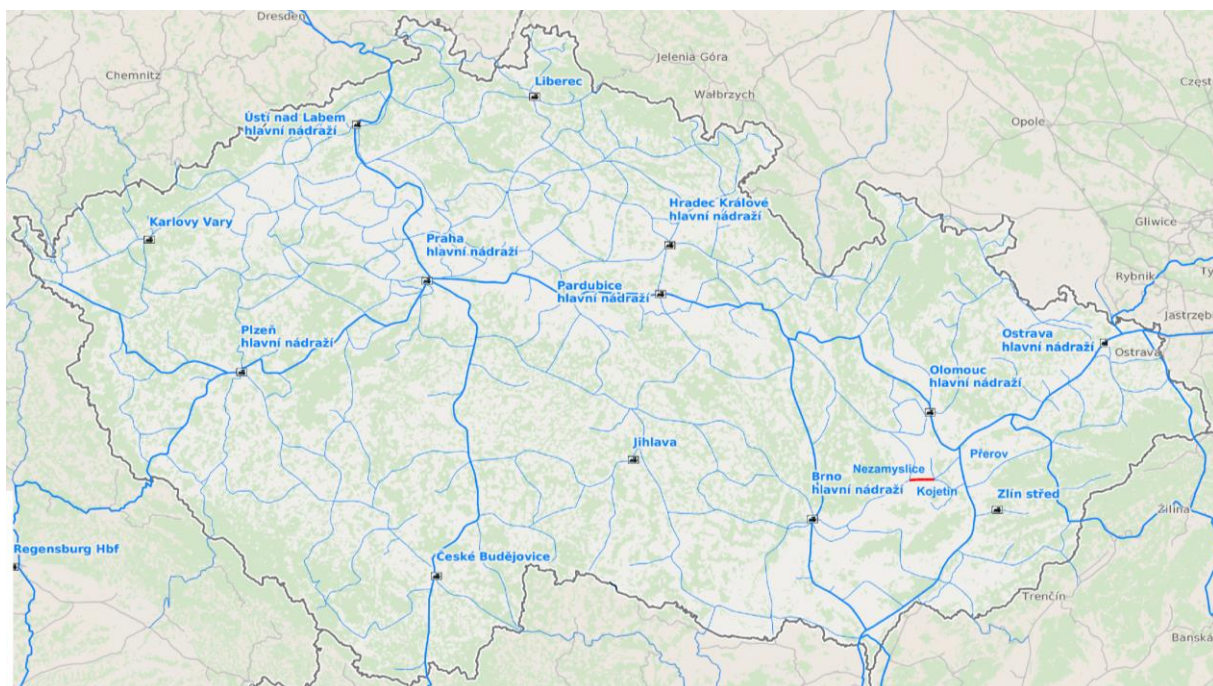 Dresden
Chemnitz
Jelenia Góra
Liberec
Wałbrzych
Częst
Ústí nad Labem
hlavní nádraží
Opole
Karlovy Vary
Hradec Králové
hlavní nádraží
Gliwice
Praha
hlavní nádraží
Rybnik
Ty
Pardubice
hlavní nádraží
Jastrzęb
Plzeň
hlavní nádraží
Ostrava
hlavní nádraží
Ostrava
Olomouc
hlavní nádraží
Jihlava
Přerov
Nezamyslice
Brno
hlavní nádraží
Kojetín
Zlín střed
Žilina
Regensburg Hbf
České Budějovice
Trenčín
Banská